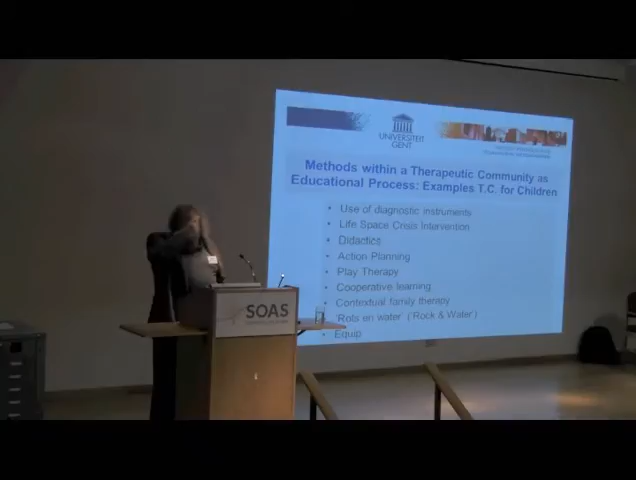 UNIVERSITEIT
GENT
Methods within a Therapeutic Community as
Educational Process: Examples T.C. for Children
• Use of diagnostic instruments
• Life Space Crisis Intervention
• Didactics
• Action Planning
• Play Therapy
• Cooperative learning
• Contextual family therapy
'Rots en water' ('Rock & Water')
• Equip
SOAS